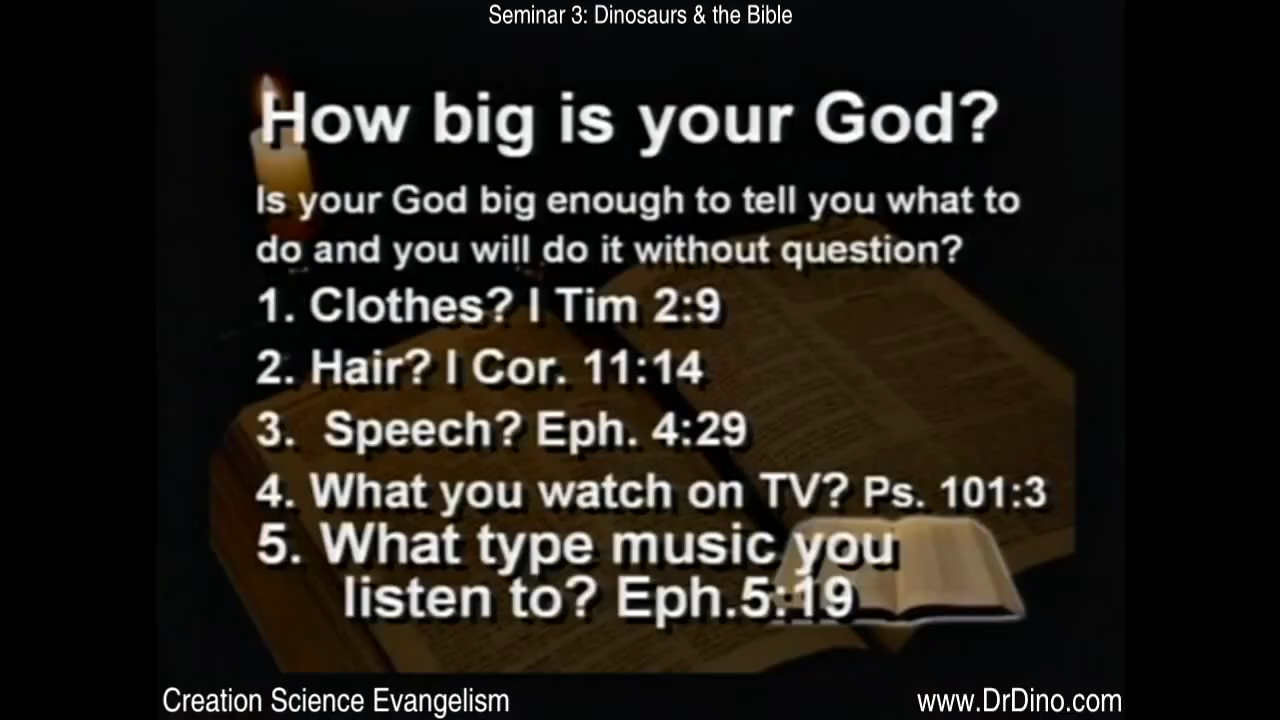 Seminar 3: Dinosaurs & the Bible
How big is your God?
Is your God big enough to tell you what to
do and you will do it without question?
1. Clothes? I Tim 2:9
2. Hair? I Cor. 11:14
3. Speech? Eph. 4:29
4. What you watch on TV? Ps. 101:3
5. What type music you
listen to? Eph.5:19
Creation Science Evangelism
www.DrDino.com